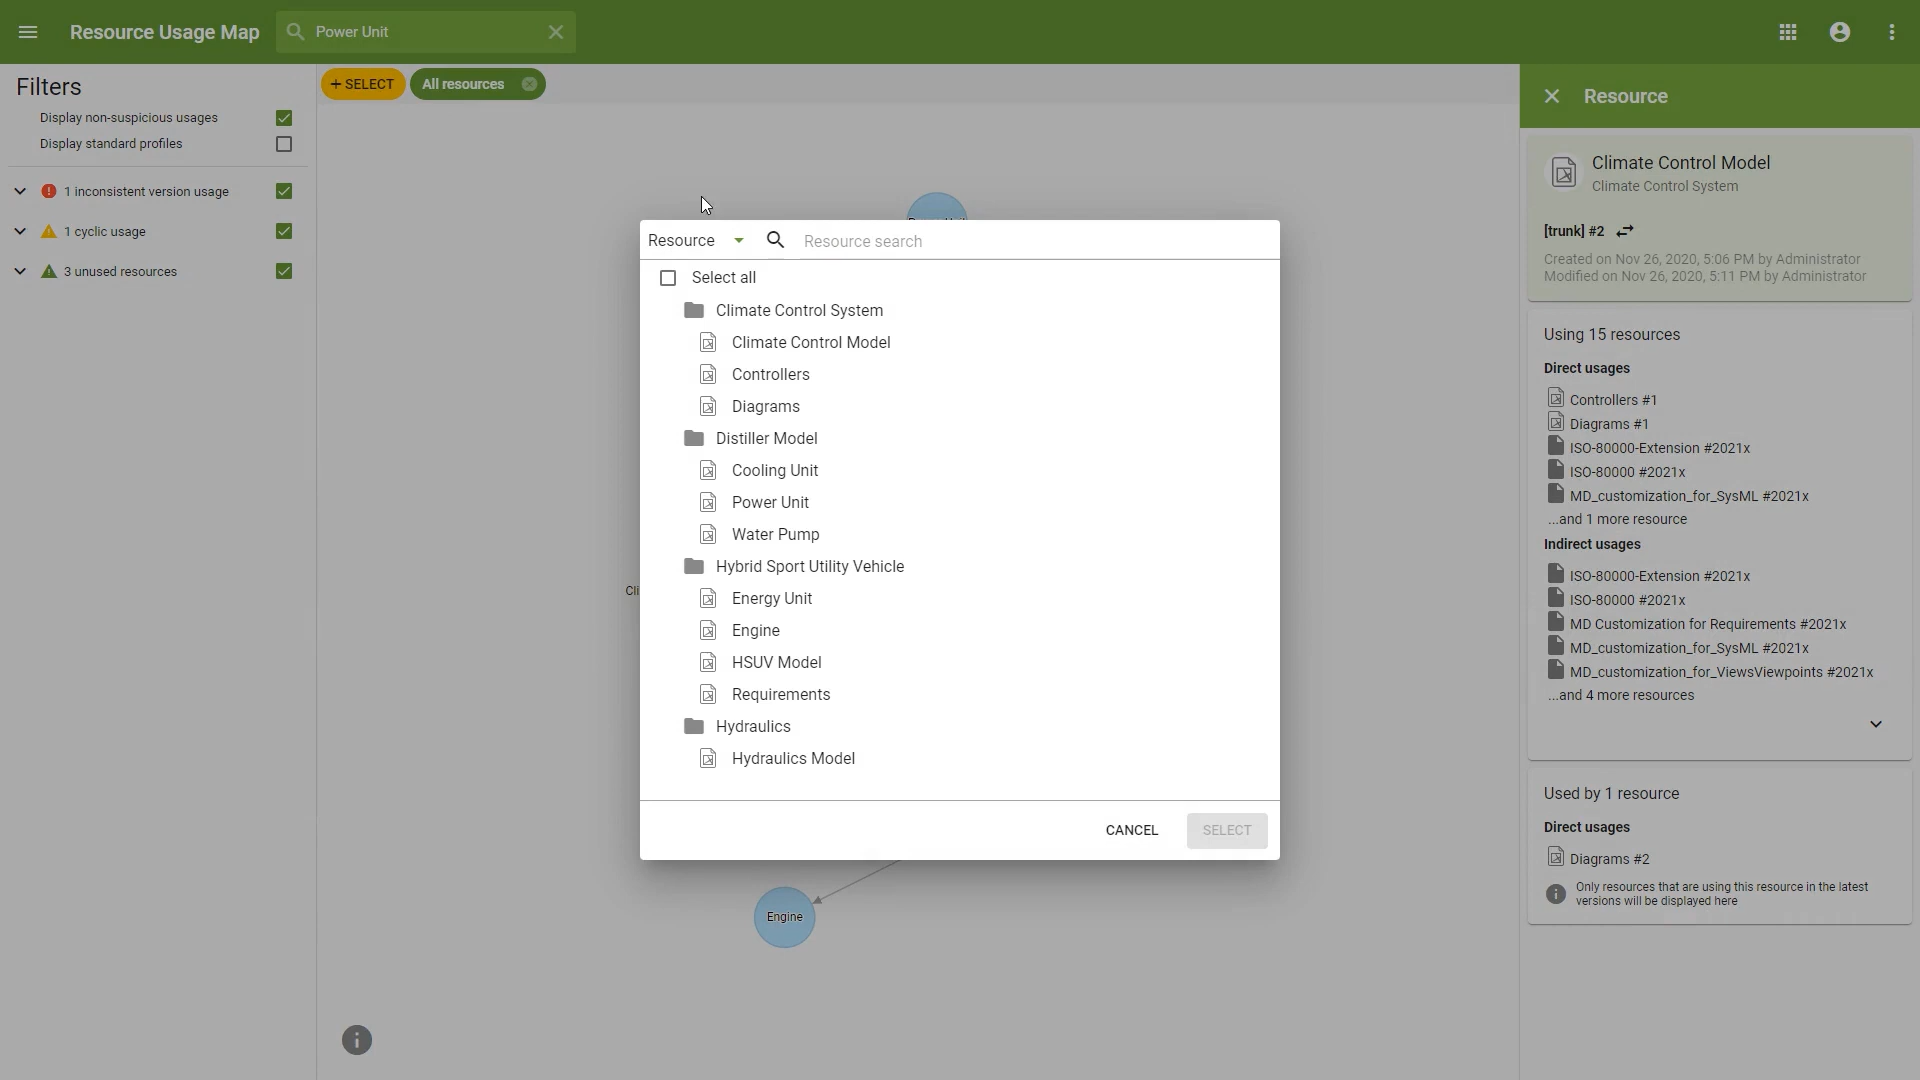 Resource Usage Map
Power Unit
Filters
Display non-suspicious usages
Display standard profiles
1 inconsistent version usage
1 cyclic usage
3 unused resources
+ SELECT
All resources
Resource
Resource search
Select all
Climate Control System
Climate Control Model
Controllers
Diagrams
Distiller Model
Cooling Unit
Power Unit
Water Pump
Hybrid Sport Utility Vehicle
Energy Unit
Engine
HSUV Model
Requirements
Hydraulics
Hydraulics Model
CANCEL
SELECT
Cli
Engine
Resource
Climate Control Model
Climate Control System
[trunk] #2
Created on Nov 26, 2020, 5:06 PM by Administrator
Modified on Nov 26, 2020, 5:11 PM by Administrator
Using 15 resources
Direct usages
Controllers #1
Diagrams #1
ISO-80000-Extension #2021x
ISO-80000 #2021x
MD_customization_for_SysML #2021x
...and 1 more resource
Indirect usages
ISO-80000-Extension #2021x
ISO-80000 #2021x
MD Customization for Requirements #2021x
MD_customization_for_SysML #2021x
MD_customization_for_ViewsViewpoints #2021x
...and 4 more resources
Used by 1 resource
Direct usages
Diagrams #2
Only resources that are using this resource in the latest
versions will be displayed here